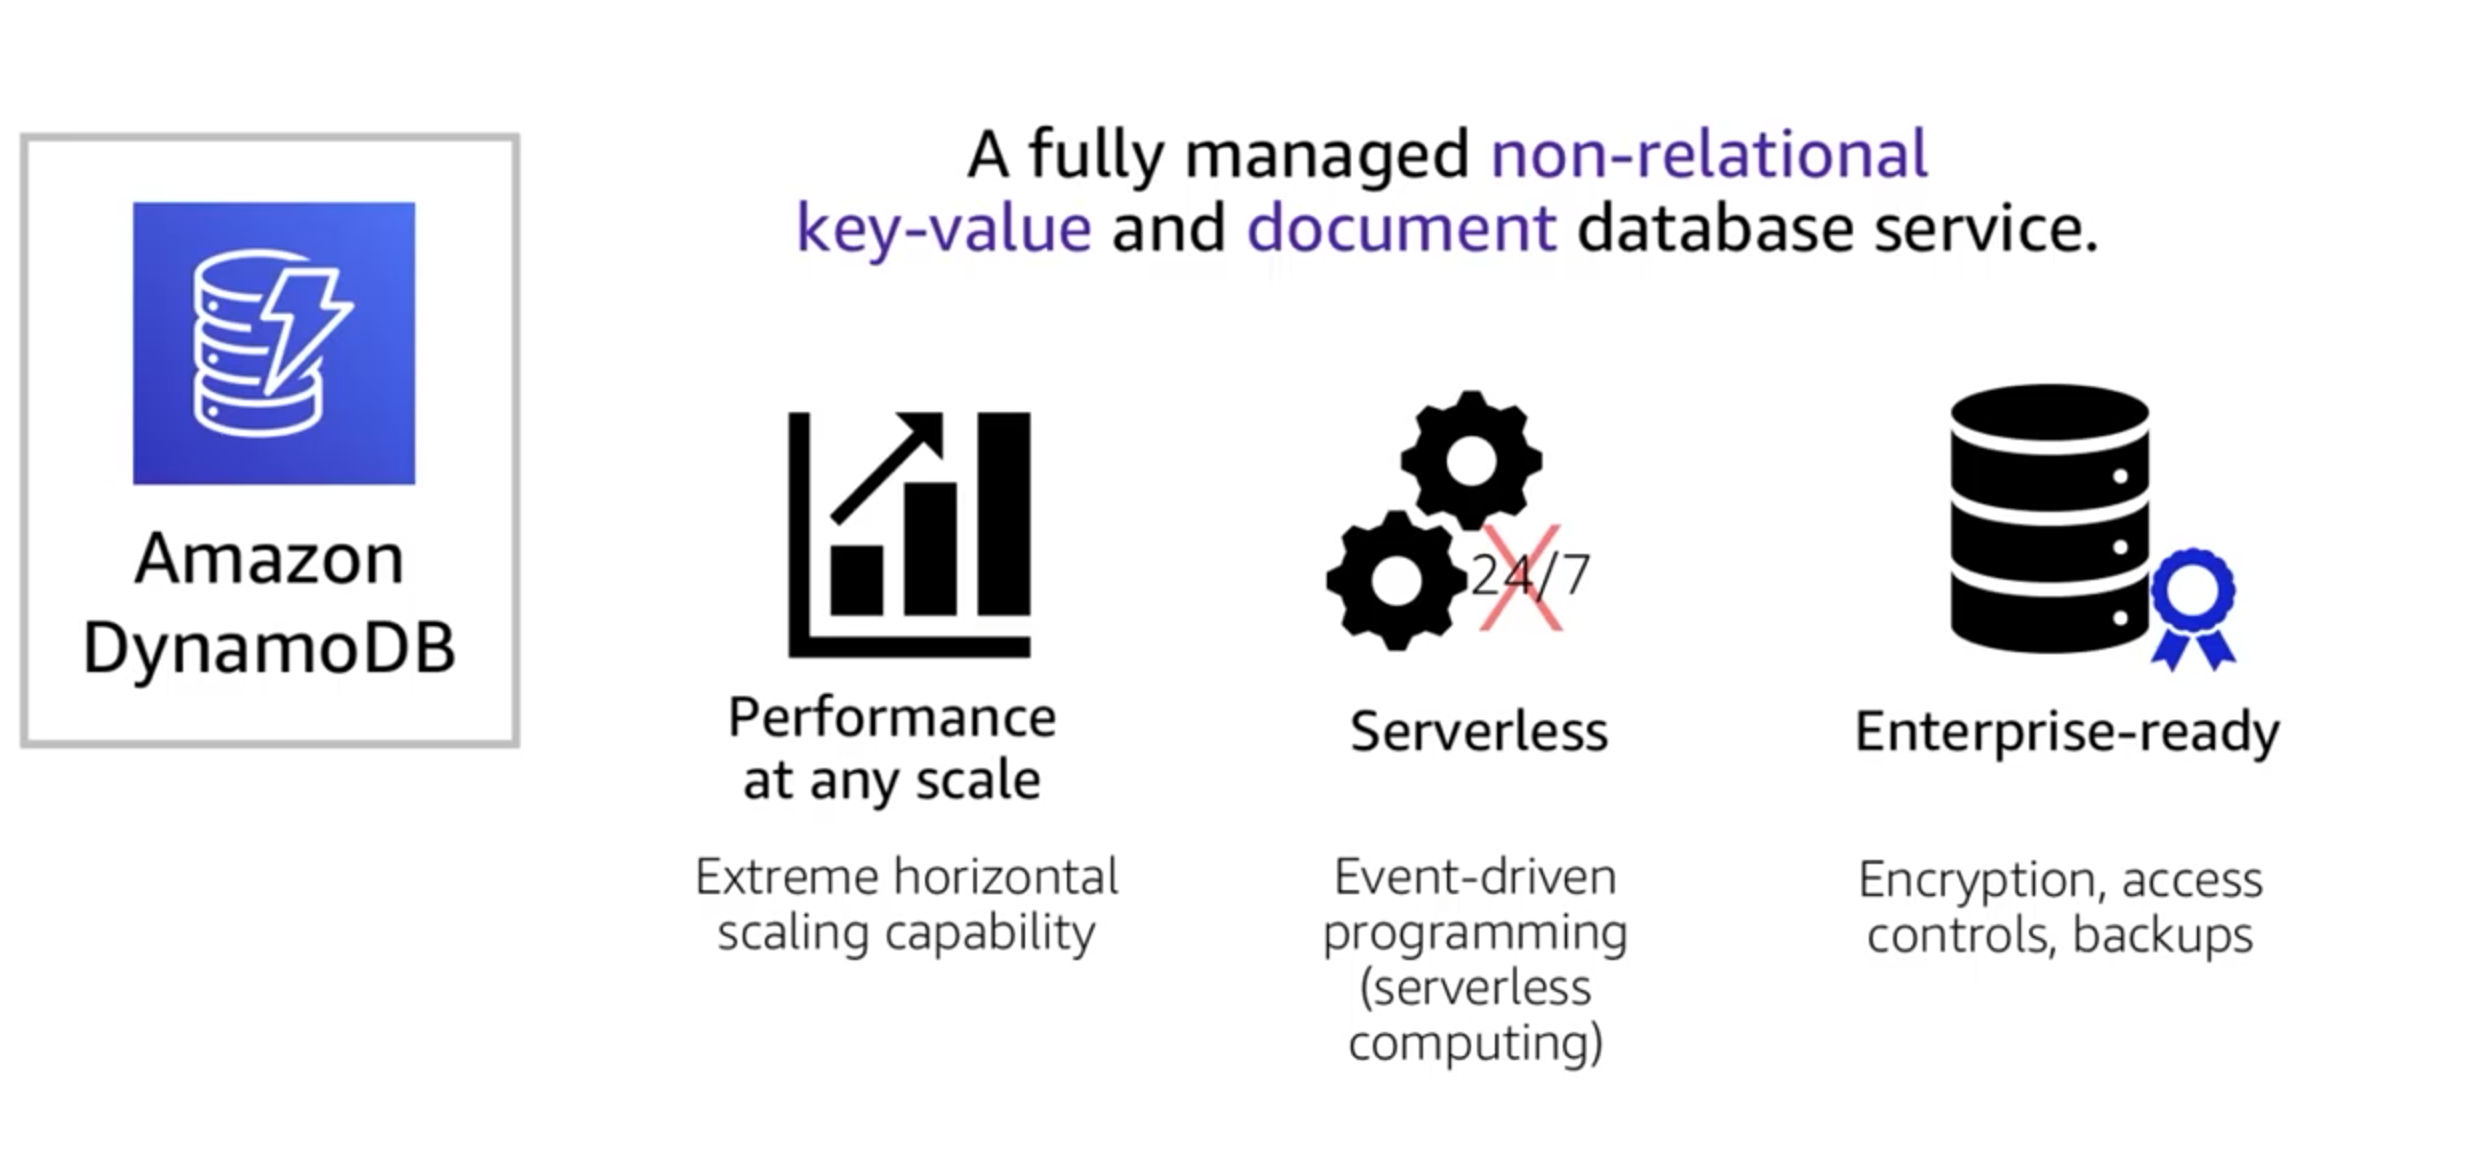 Amazon
DynamoDB
A fully managed non-relational
key-value and document database service.
Performance
at any scale
Extreme horizontal
scaling capability
24/7
Serverless
Event-driven
programming
(serverless
computing)
Enterprise-ready
Encryption, access
controls, backups